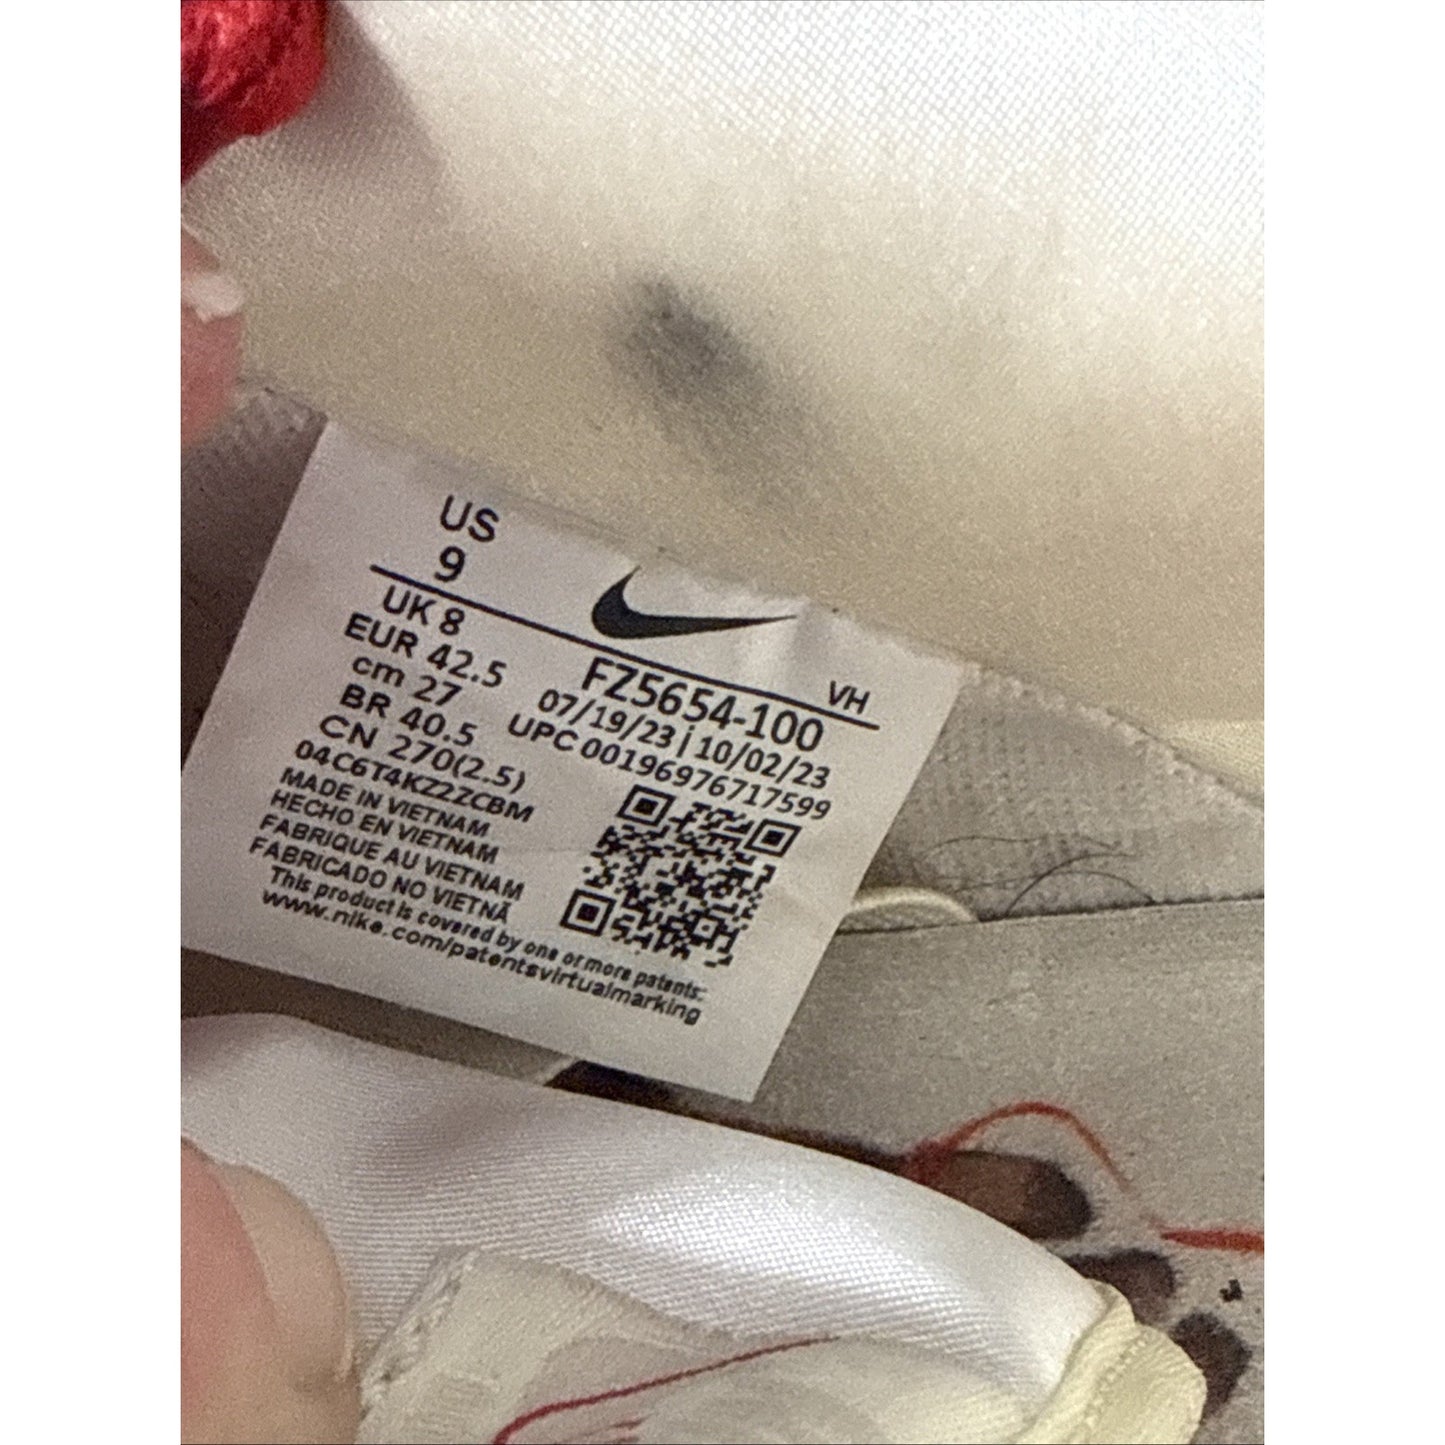 US
9
VH
UK 8
EUR 42.5
cm 27
BR 40.5
CN 270(2.5)
04C6T4KZ2ZCBM
FZ5654-100
07/19/23 | 10/02/23
UPC 00196976717599
MADE IN VIETNAM
HECHO EN VIETNAM
FABRIQUE AU VIETNAM
FABRICADO NO VIETNÃ
This product is covered by one or more patents:
www.nike.com/patentsvirtualmarking